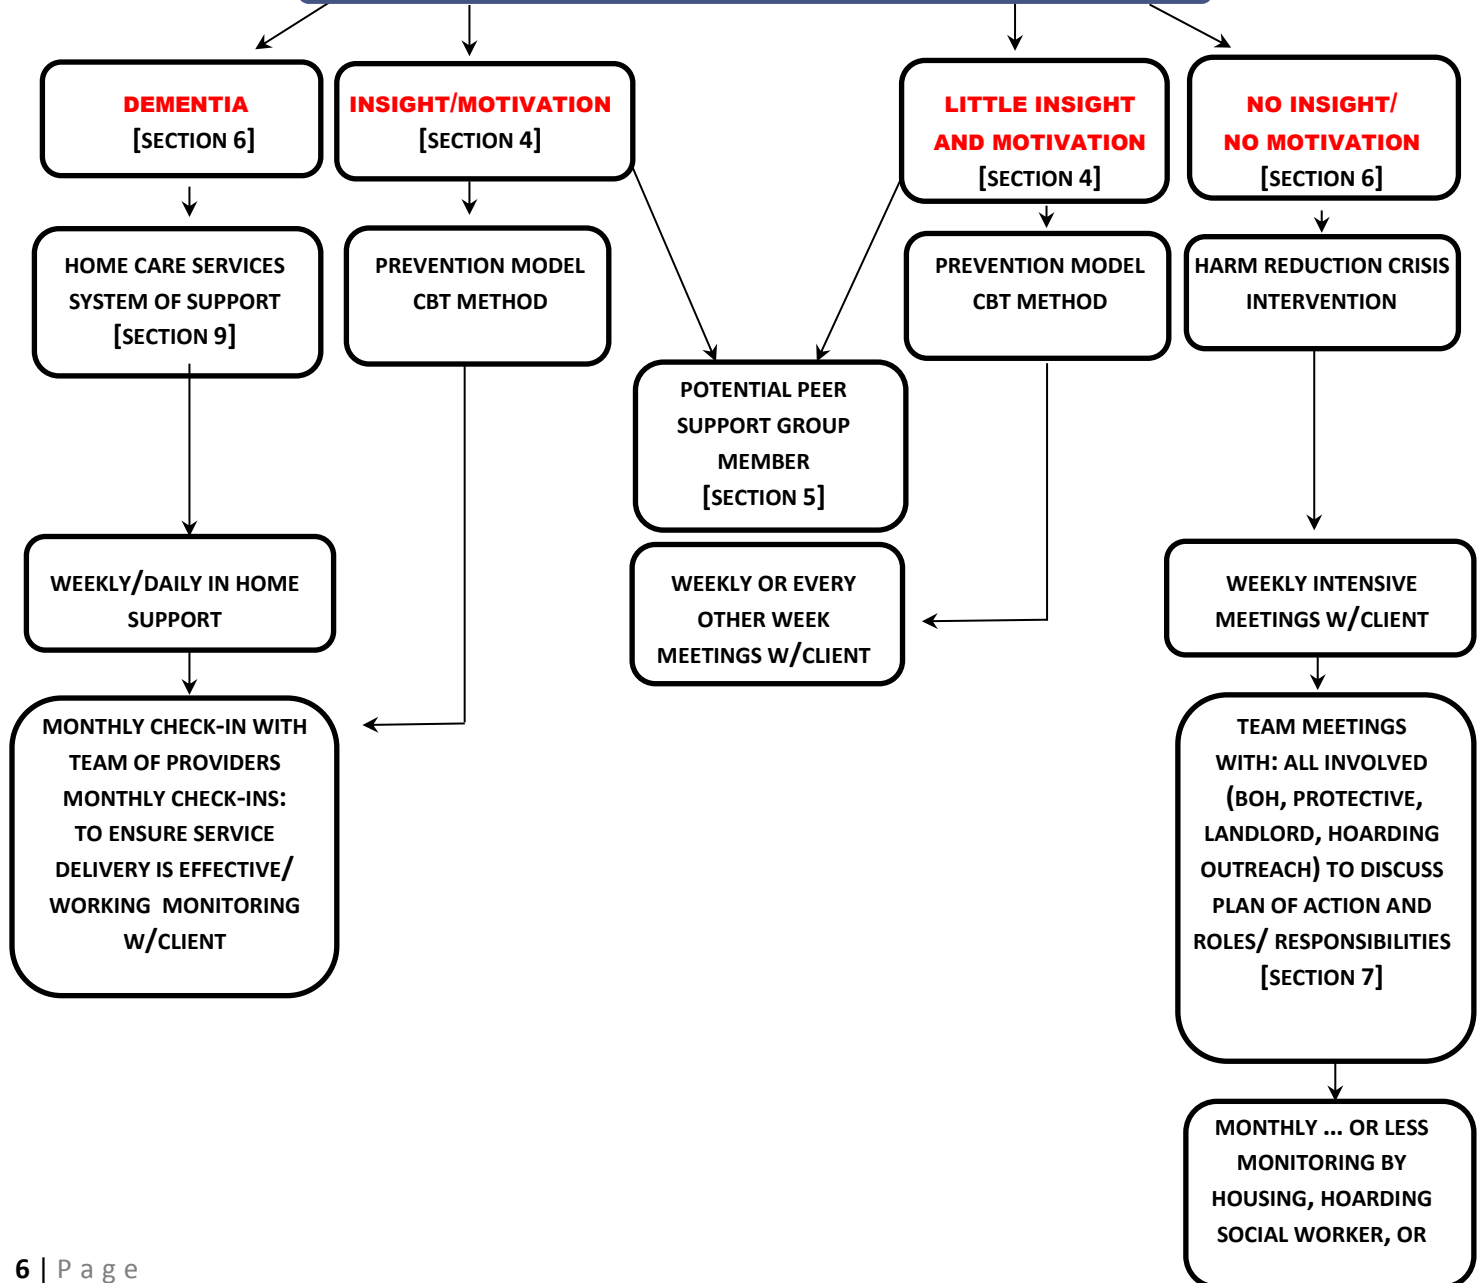 DEMENTIA
[SECTION 6]
INSIGHT/MOTIVATION
[SECTION 4]
LITTLE INSIGHT
AND MOTIVATION
[SECTION 4]
NO INSIGHT/
NO MOTIVATION
[SECTION 6]
HOME CARE SERVICES
SYSTEM OF SUPPORT
[SECTION 9]
PREVENTION MODEL
CBT METHOD
PREVENTION MODEL
CBT METHOD
HARM REDUCTION CRISIS
INTERVENTION
POTENTIAL PEER
SUPPORT GROUP
MEMBER
[SECTION 5]
WEEKLY/DAILY IN HOME
SUPPORT
WEEKLY OR EVERY
OTHER WEEK
MEETINGS W/CLIENT
WEEKLY INTENSIVE
MEETINGS W/CLIENT
MONTHLY CHECK-IN WITH
TEAM OF PROVIDERS
MONTHLY CHECK-INS:
TO ENSURE SERVICE
DELIVERY IS EFFECTIVE/
WORKING MONITORING
W/CLIENT
TEAM MEETINGS
WITH: ALL INVOLVED
(BOH, PROTECTIVE,
LANDLORD, HOARDING
OUTREACH) TO DISCUSS
PLAN OF ACTION AND
ROLES/ RESPONSIBILITIES
[SECTION 7]
MONTHLY ... OR LESS
MONITORING BY
HOUSING, HOARDING
SOCIAL WORKER, OR
6 | Page